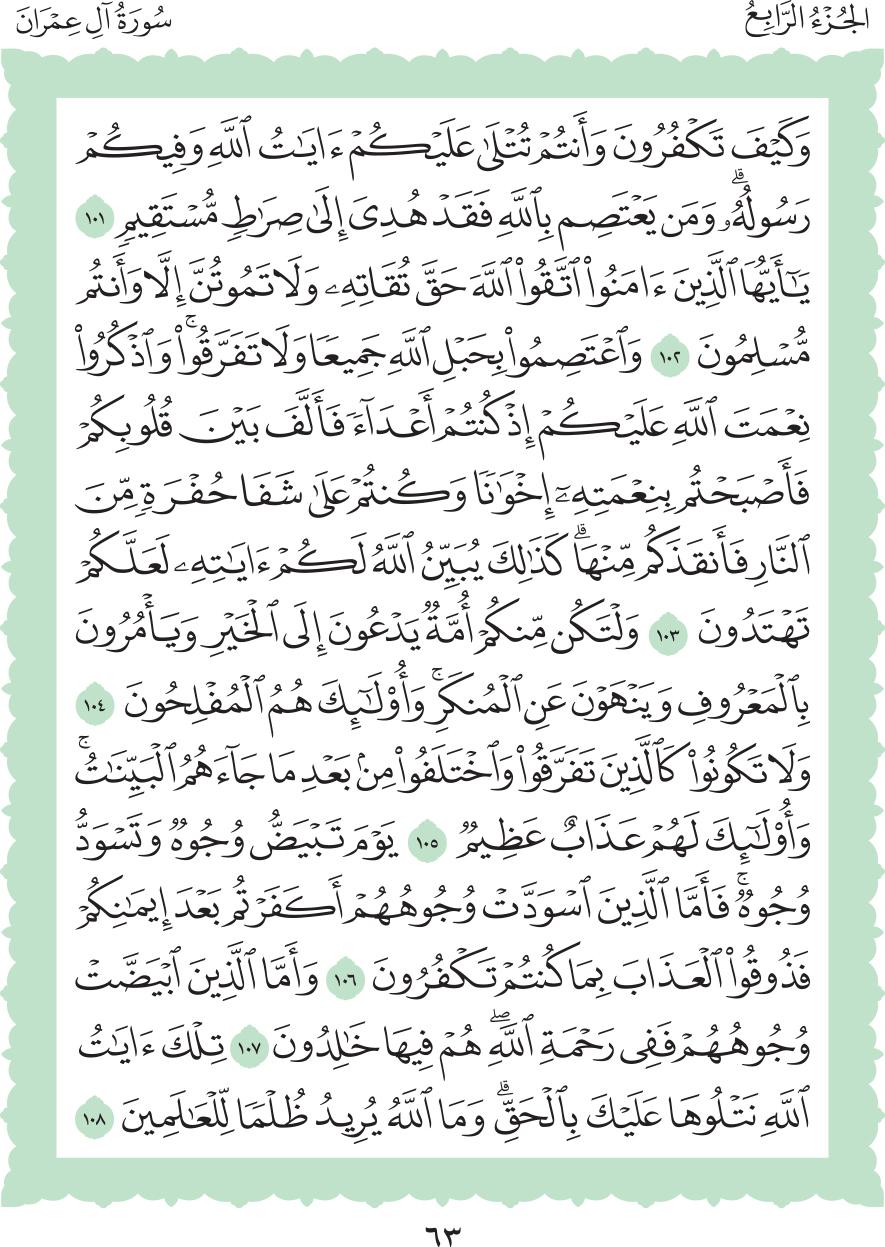 الجُزْءُ الرَّابِعُ
سُورَةُ آلِ عِمْرَانَ
وَكَيْفَ تَكْفُرُونَ وَأَنتُمْ تُتْلَىٰ عَلَيْكُمْ ءَايَٰتُ ٱللَّهِ وَفِيكُمْ
رَسُولُهُۥۗ وَمَن يَعْتَصِم بِٱللَّهِ فَقَدْ هُدِىَ إِلَىٰ صِرَٰطٍ مُّسْتَقِيمٍ ١٠١
يَٰٓأَيُّهَا ٱلَّذِينَ ءَامَنُوا۟ ٱتَّقُوا۟ ٱللَّهَ حَقَّ تُقَاتِهِۦ وَلَا تَمُوتُنَّ إِلَّا وَأَنتُم
مُّسْلِمُونَ ١٠٢ وَٱعْتَصِمُوا۟ بِحَبْلِ ٱللَّهِ جَمِيعًا وَلَا تَفَرَّقُوا۟ۚ وَٱذْكُرُوا۟
نِعْمَتَ ٱللَّهِ عَلَيْكُمْ إِذْ كُنتُمْ أَعْدَآءً فَأَلَّفَ بَيْنَ قُلُوبِكُمْ
فَأَصْبَحْتُم بِنِعْمَتِهِۦٓ إِخْوَٰنًا وَكُنتُمْ عَلَىٰ شَفَا حُفْرَةٍ مِّنَ
ٱلنَّارِ فَأَنقَذَكُم مِّنْهَاۗ كَذَٰلِكَ يُبَيِّنُ ٱللَّهُ لَكُمْ ءَايَٰتِهِۦ لَعَلَّكُمْ
تَهْتَدُونَ ١٠٣ وَلْتَكُن مِّنكُمْ أُمَّةٌ يَدْعُونَ إِلَى ٱلْخَيْرِ وَيَأْمُرُونَ
بِٱلْمَعْرُوفِ وَيَنْهَوْنَ عَنِ ٱلْمُنكَرِۚ وَأُو۟لَٰٓئِكَ هُمُ ٱلْمُفْلِحُونَ ١٠٤
وَلَا تَكُونُوا۟ كَٱلَّذِينَ تَفَرَّقُوا۟ وَٱخْتَلَفُوا۟ مِنۢ بَعْدِ مَا جَآءَهُمُ ٱلْبَيِّنَٰتُۚ
وَأُو۟لَٰٓئِكَ لَهُمْ عَذَابٌ عَظِيمٌ ١٠٥ يَوْمَ تَبْيَضُّ وُجُوهٌ وَتَسْوَدُّ
وُجُوهٌۚ فَأَمَّا ٱلَّذِينَ ٱسْوَدَّتْ وُجُوهُهُمْ أَكَفَرْتُم بَعْدَ إِيمَٰنِكُمْ
فَذُوقُوا۟ ٱلْعَذَابَ بِمَا كُنتُمْ تَكْفُرُونَ ١٠٦ وَأَمَّا ٱلَّذِينَ ٱبْيَضَّتْ
وُجُوهُهُمْ فَفِى رَحْمَةِ ٱللَّهِۖ هُمْ فِيهَا خَٰلِدُونَ ١٠٧ تِلْكَ ءَايَٰتُ
ٱللَّهِ نَتْلُوهَا عَلَيْكَ بِٱلْحَقِّۗ وَمَا ٱللَّهُ يُرِيدُ ظُلْمًا لِّلْعَٰلَمِينَ ١٠٨
٦٣